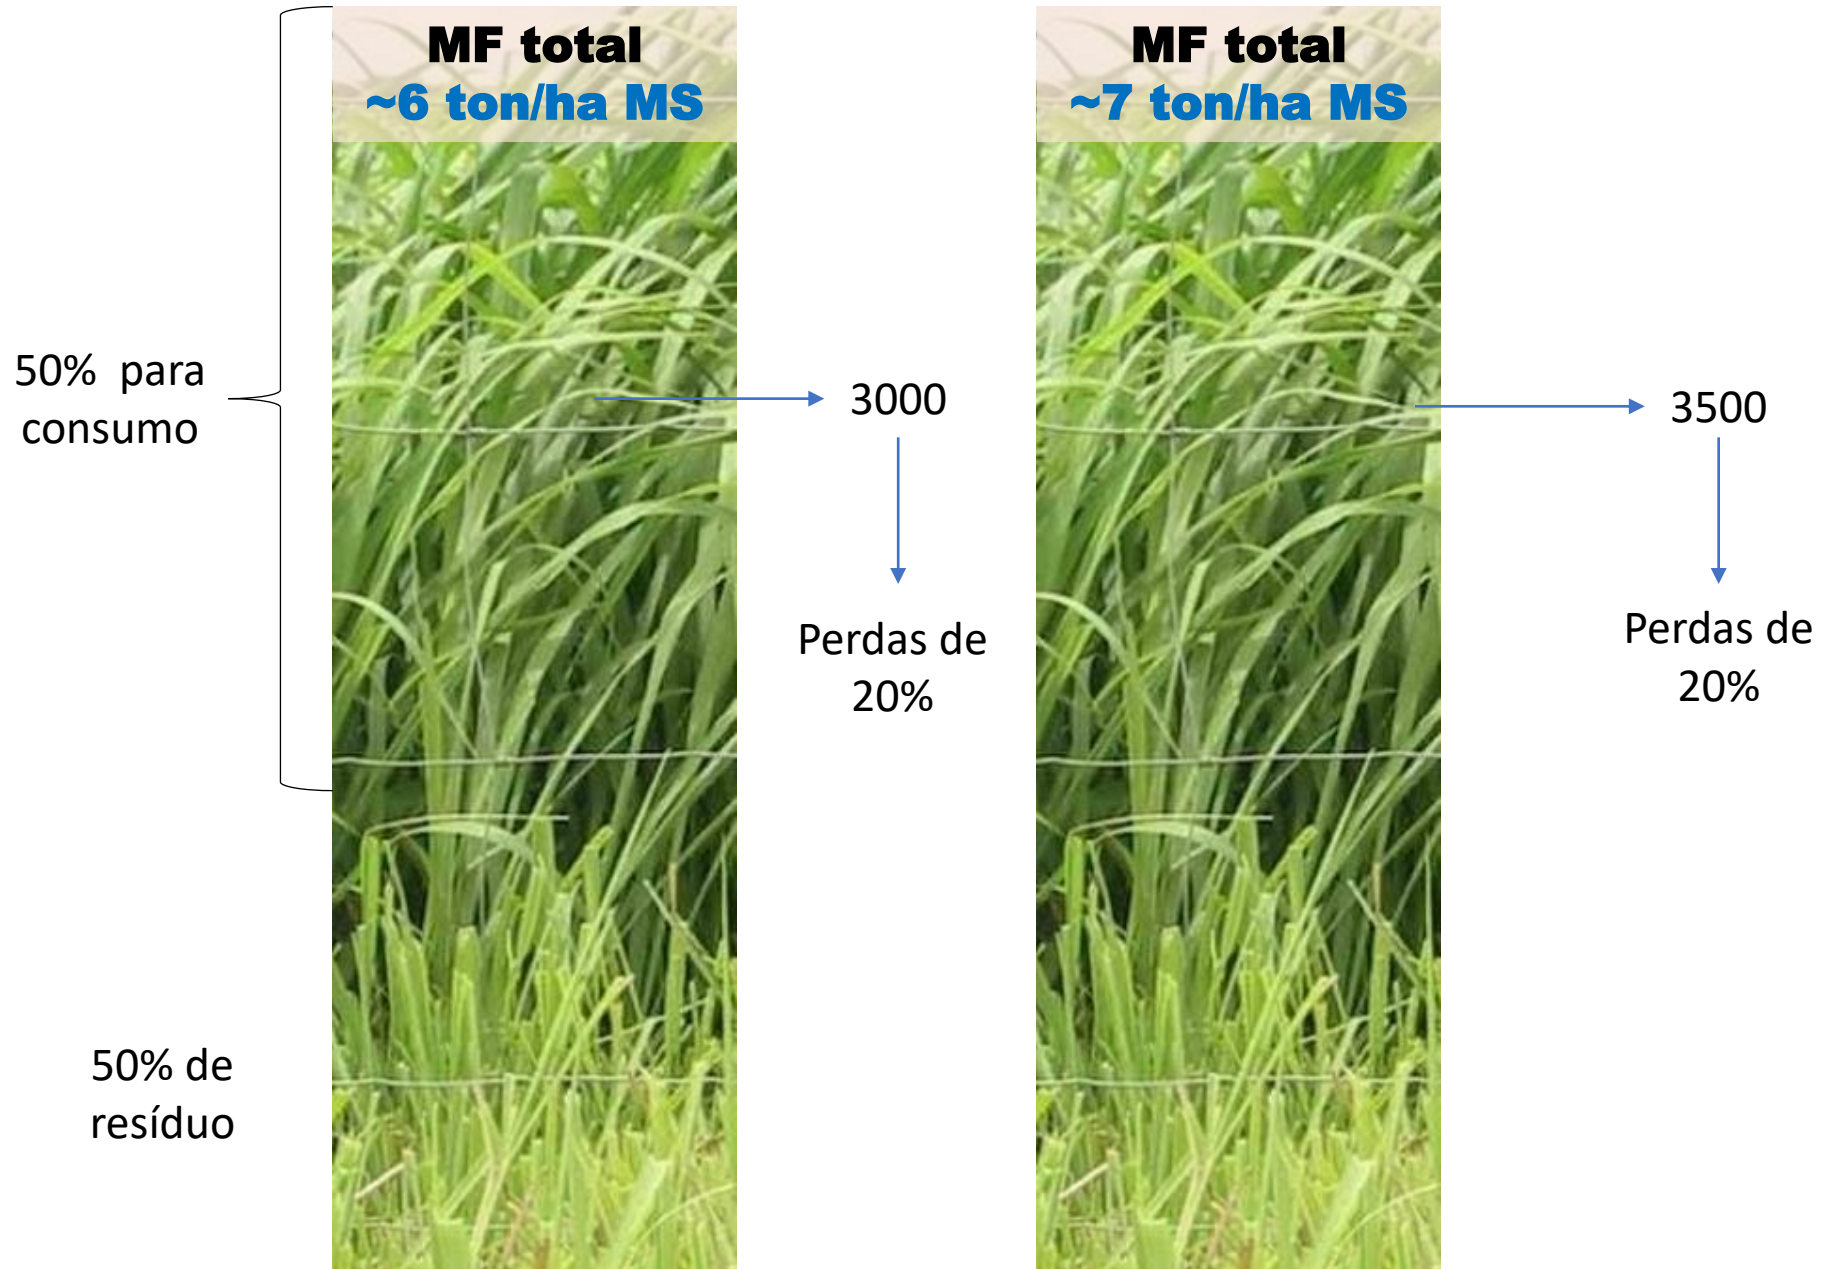 MF total
~6 ton/ha MS
MF total
~7 ton/ha MS
50% para
consumo
3000
3500
Perdas de
20%
Perdas de
20%
50% de
resíduo